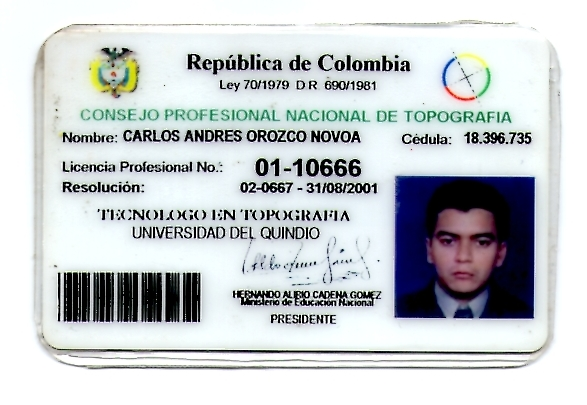 República de Colombia
Ley 70/1979 D.R 690/1981
CONSEJO PROFESIONAL NACIONAL DE TOPOGRAFIA
Nombre: CARLOS ANDRES OROZCO NOVOA Cédula: 18.396.735
Licencia Profesional No.: 01-10666
Resolución: 02-0667 - 31/08/2001
TECNOLOGO EN TOPOGRAFIA
UNIVERSIDAD DEL QUINDIO
HERNANDO ALIRIO CADENA GOMEZ
Ministerio de Educación Nacional
PRESIDENTE